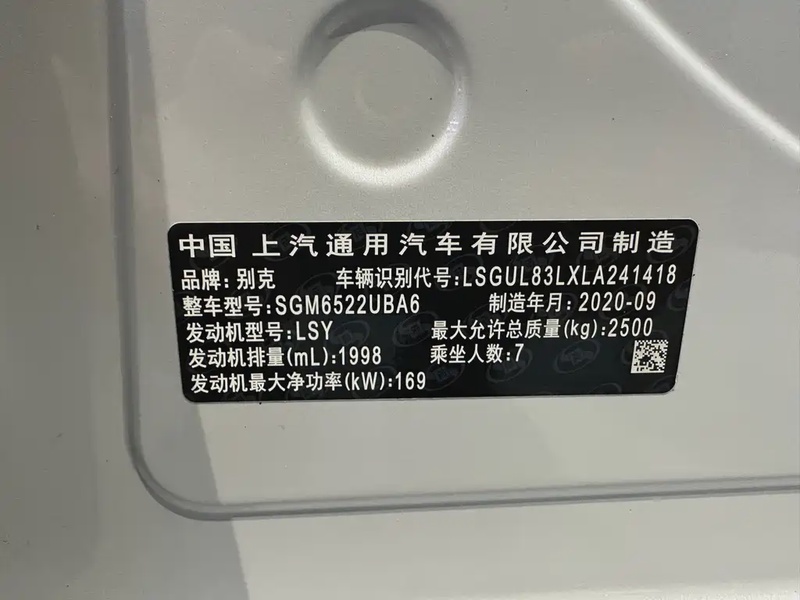 中国 上汽通用汽车有限公司制造
品牌:别克 车辆识别代号:LSGUL83LXLA241418
整车型号:SGM6522UBA6 制造年月:2020-09
发动机型号:LSY 最大允许总质量(kg):2500
发动机排量(mL):1998 乘坐人数:7
发动机最大净功率(kW):169